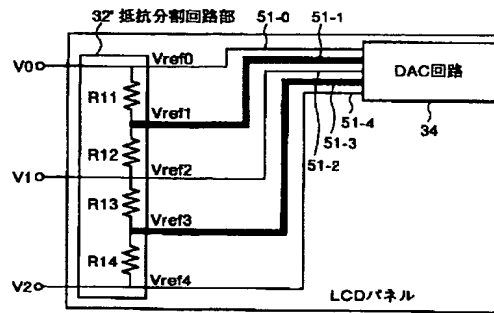 32" 抵抗分割回路部
51-0
51-1
V0
Vref0
DAC回路
R11
Vref1
51-4
34
51-3
R12
51-2
V1
Vref2
R13
Vref3
R14
V2
Vref4
LCDパネル